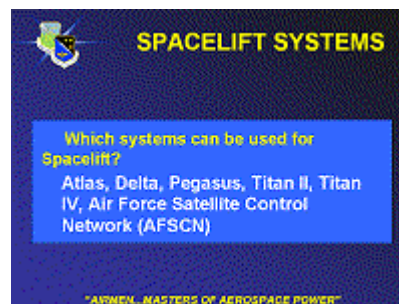 SPACELIFT SYSTEMS
Which systems can be used for
Spacelift?
Atlas, Delta, Pegasus, Titan II, Titan
IV, Air Force Satellite Control
Network (AFSCN)
"AIRMEN...MASTERS OF AEROSPACE POWER"